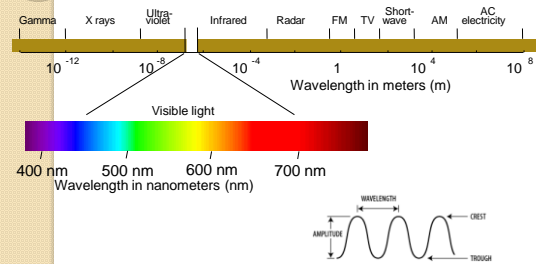 Gamma X rays Ultra-violet Infrared Radar FM TV Short-wave AM AC electricity
10 -12 10 -8 10 -4 1 10 4 10 8
Wavelength in meters (m)
Visible light
400 nm 500 nm 600 nm 700 nm
Wavelength in nanometers (nm)
WAVELENGTH
CREST
AMPLITUDE
TROUGH